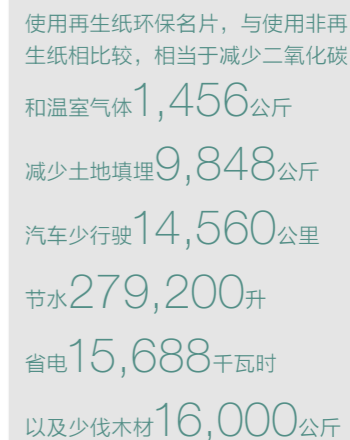 使用再生纸环保名片，与使用非再
生纸相比较，相当于减少二氧化碳
和温室气体1,456公斤
减少土地填埋9,848公斤
汽车少行驶14,560公里
节水279,200升
省电15,688千瓦时
以及少伐木材16,000公斤